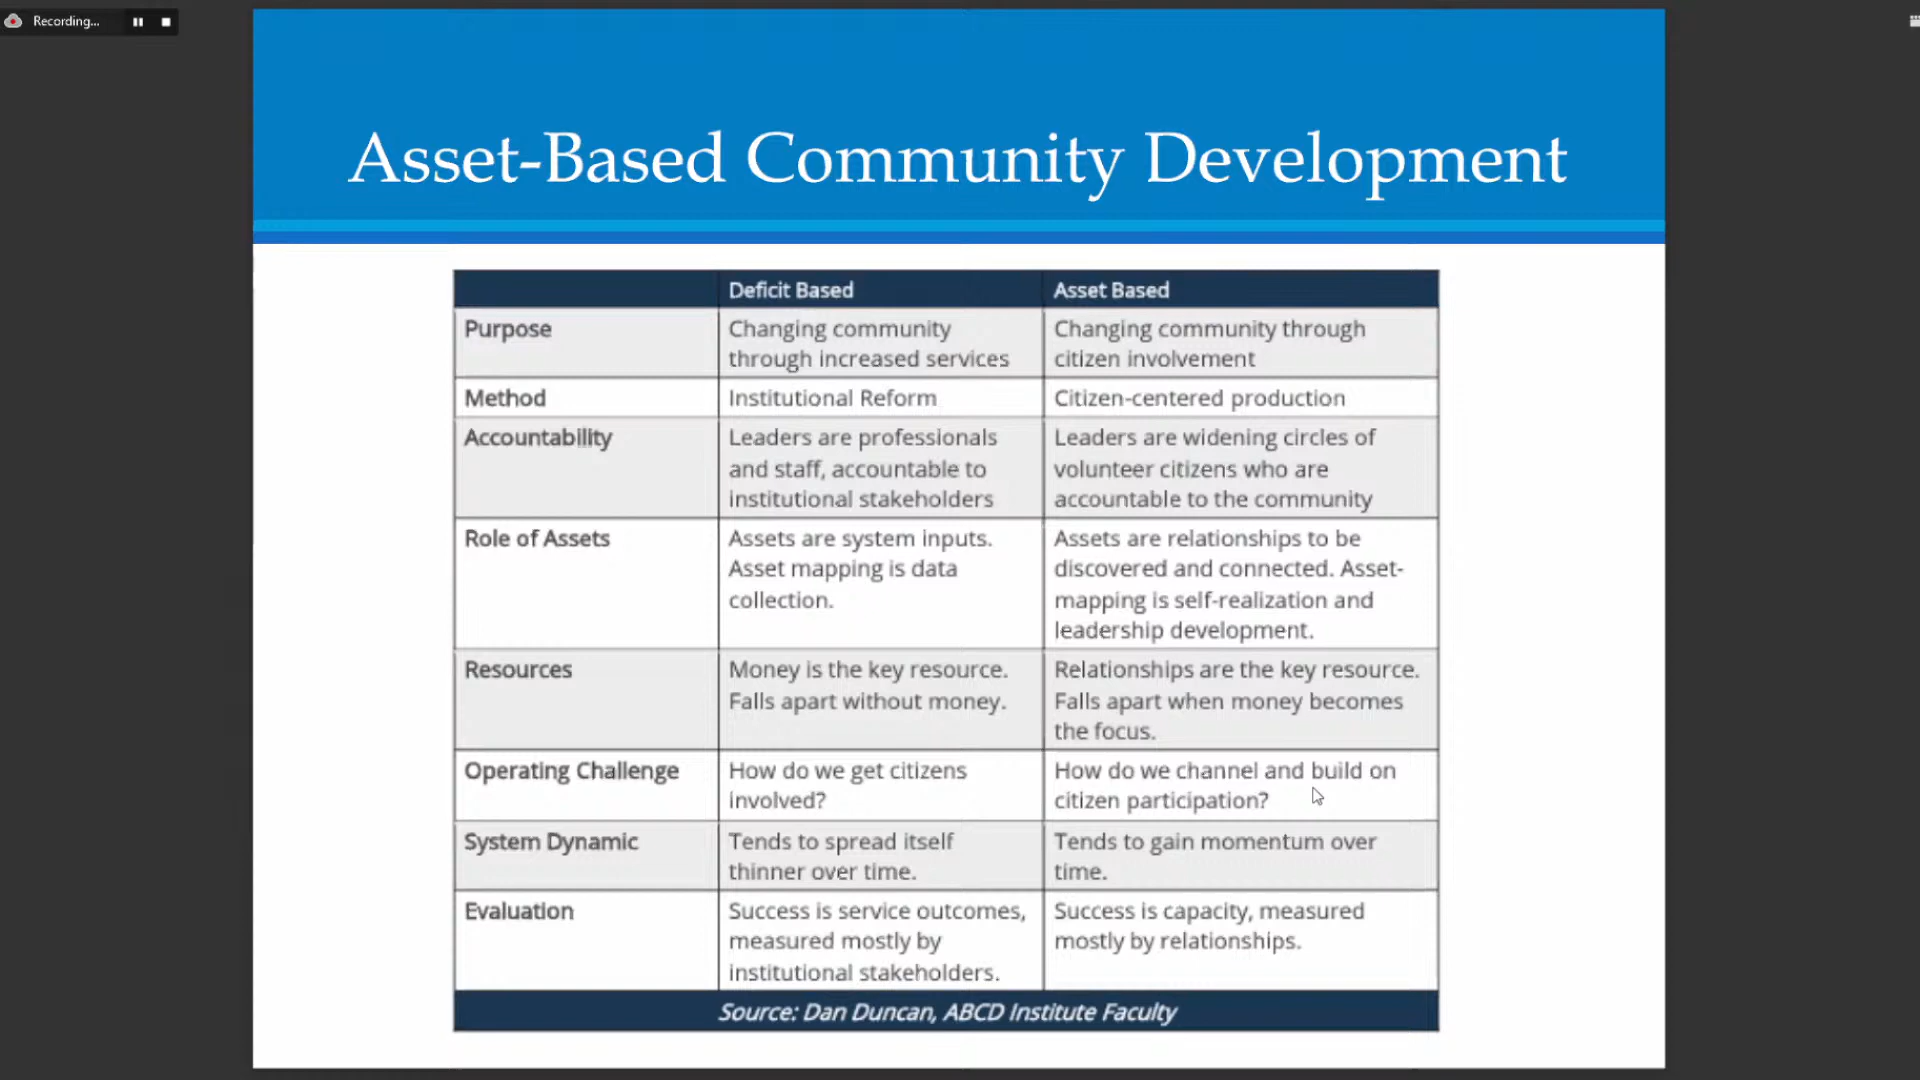 Recording...
Asset-Based Community Development
Deficit Based
Asset Based
Purpose
Changing community
through increased services
Changing community through
citizen involvement
Method
Institutional Reform
Citizen-centered production
Accountability
Leaders are professionals
and staff, accountable to
institutional stakeholders
Leaders are widening circles of
volunteer citizens who are
accountable to the community
Role of Assets
Assets are system inputs.
Asset mapping is data
collection.
Assets are relationships to be
discovered and connected. Asset-
mapping is self-realization and
leadership development.
Resources
Money is the key resource.
Falls apart without money.
Relationships are the key resource.
Falls apart when money becomes
the focus.
Operating Challenge
How do we get citizens
involved?
How do we channel and build on
citizen participation?
System Dynamic
Tends to spread itself
thinner over time.
Tends to gain momentum over
time.
Evaluation
Success is service outcomes,
measured mostly by
institutional stakeholders.
Success is capacity, measured
mostly by relationships.
Source: Dan Duncan, ABCD Institute Faculty